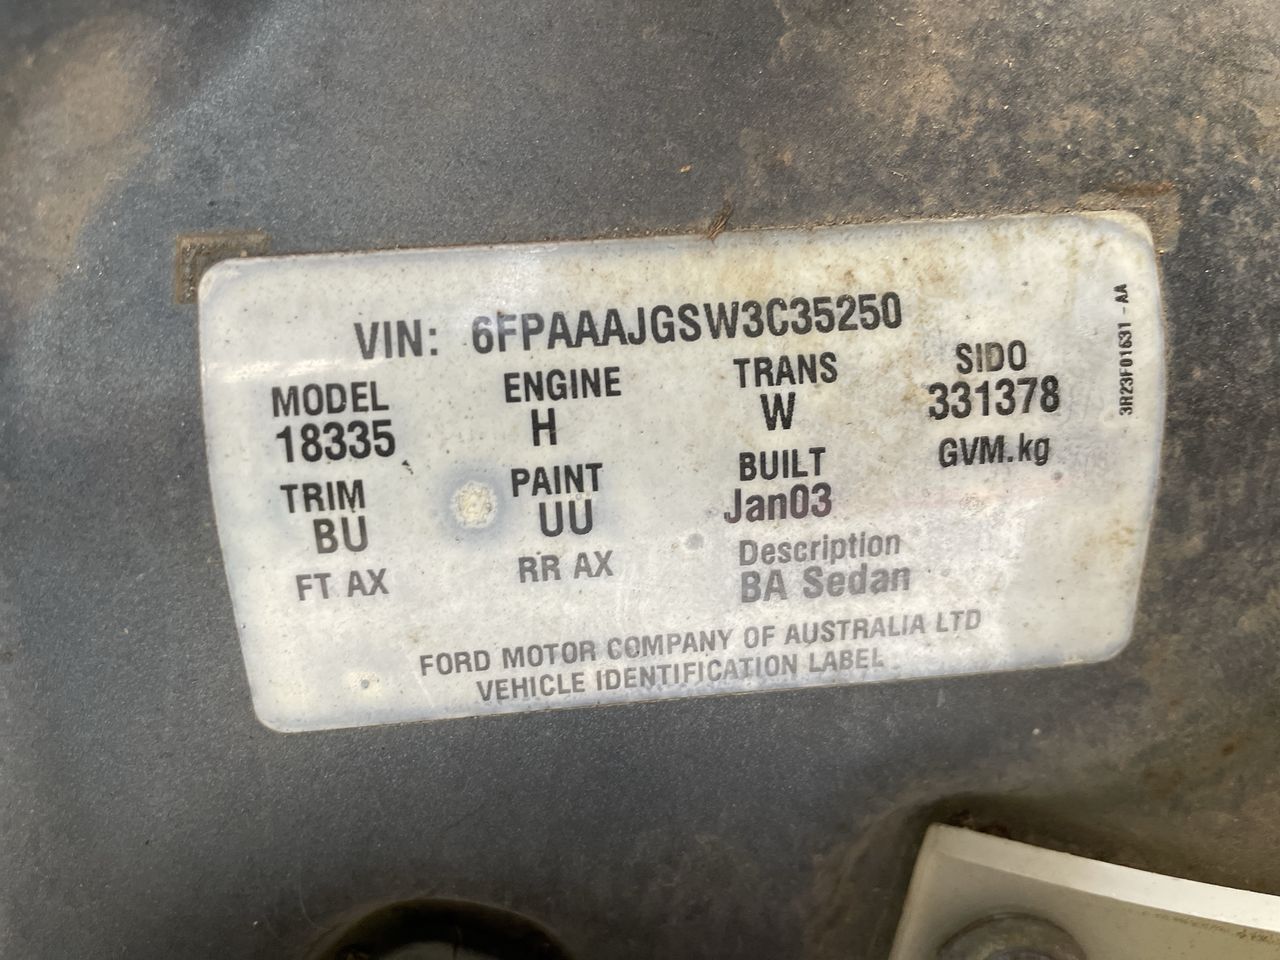 VIN: 6FPAAAJGSW3C35250
MODEL ENGINE TRANS SIDO
18335 H W 331378
TRIM PAINT BUILT GVM.kg
BU UU Jan03
FT AX RR AX Description
BA Sedan
FORD MOTOR COMPANY OF AUSTRALIA LTD
VEHICLE IDENTIFICATION LABEL
3R23F01631 - AA